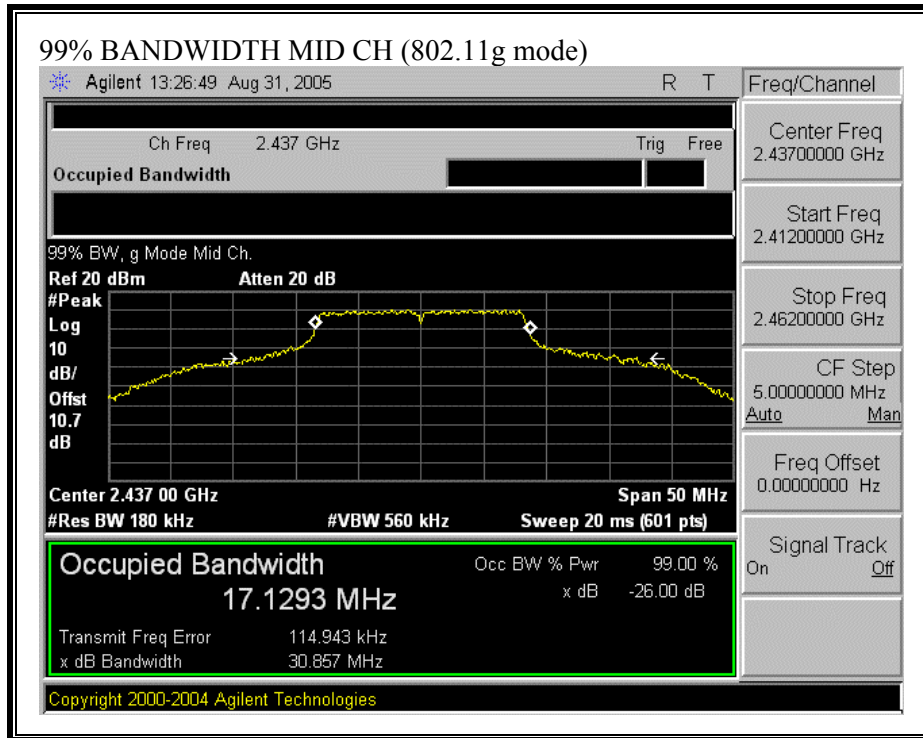 99% BANDWIDTH MID CH (802.11g mode)
Agilent 13:26:49 Aug 31, 2005 R T
Freq/Channel
Ch Freq 2.437 GHz Trig Free
Occupied Bandwidth
Center Freq
2.43700000 GHz
Start Freq
2.41200000 GHz
Stop Freq
2.46200000 GHz
CF Step
5.00000000 MHz
Auto Man
Freq Offset
0.00000000 Hz
Signal Track
On Off
99% BW, g Mode Mid Ch.
Ref 20 dBm Atten 20 dB
#Peak
Log
10
dB/
Offst
10.7
dB
Center 2.437 00 GHz Span 50 MHz
#Res BW 180 kHz #VBW 560 kHz Sweep 20 ms (601 pts)
Occupied Bandwidth Occ BW % Pwr 99.00 %
17.1293 MHz x dB -26.00 dB
Transmit Freq Error 114.943 kHz
x dB Bandwidth 30.857 MHz
Copyright 2000-2004 Agilent Technologies